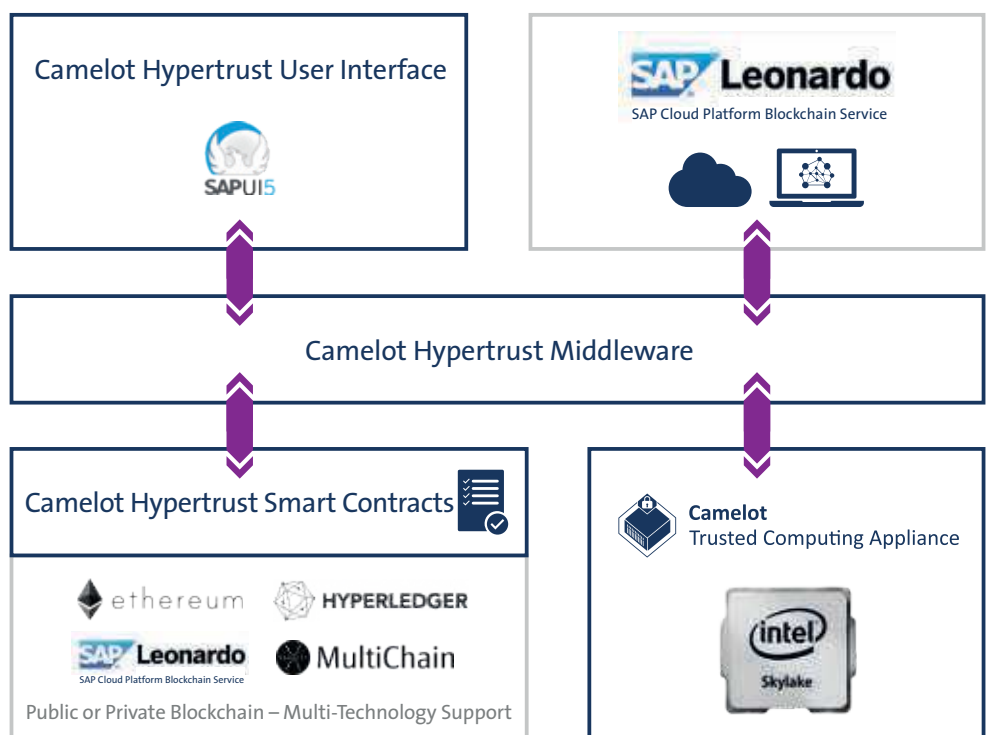 Camelot Hypertrust User Interface
SAPUI5
SAP Leonardo
SAP Cloud Platform Blockchain Service
Camelot Hypertrust Middleware
Camelot Hypertrust Smart Contracts
ethereum
HYPERLEDGER
SAP Leonardo
SAP Cloud Platform Blockchain Service
MultiChain
Public or Private Blockchain – Multi-Technology Support
Camelot
Trusted Computing Appliance
intel
Skylake